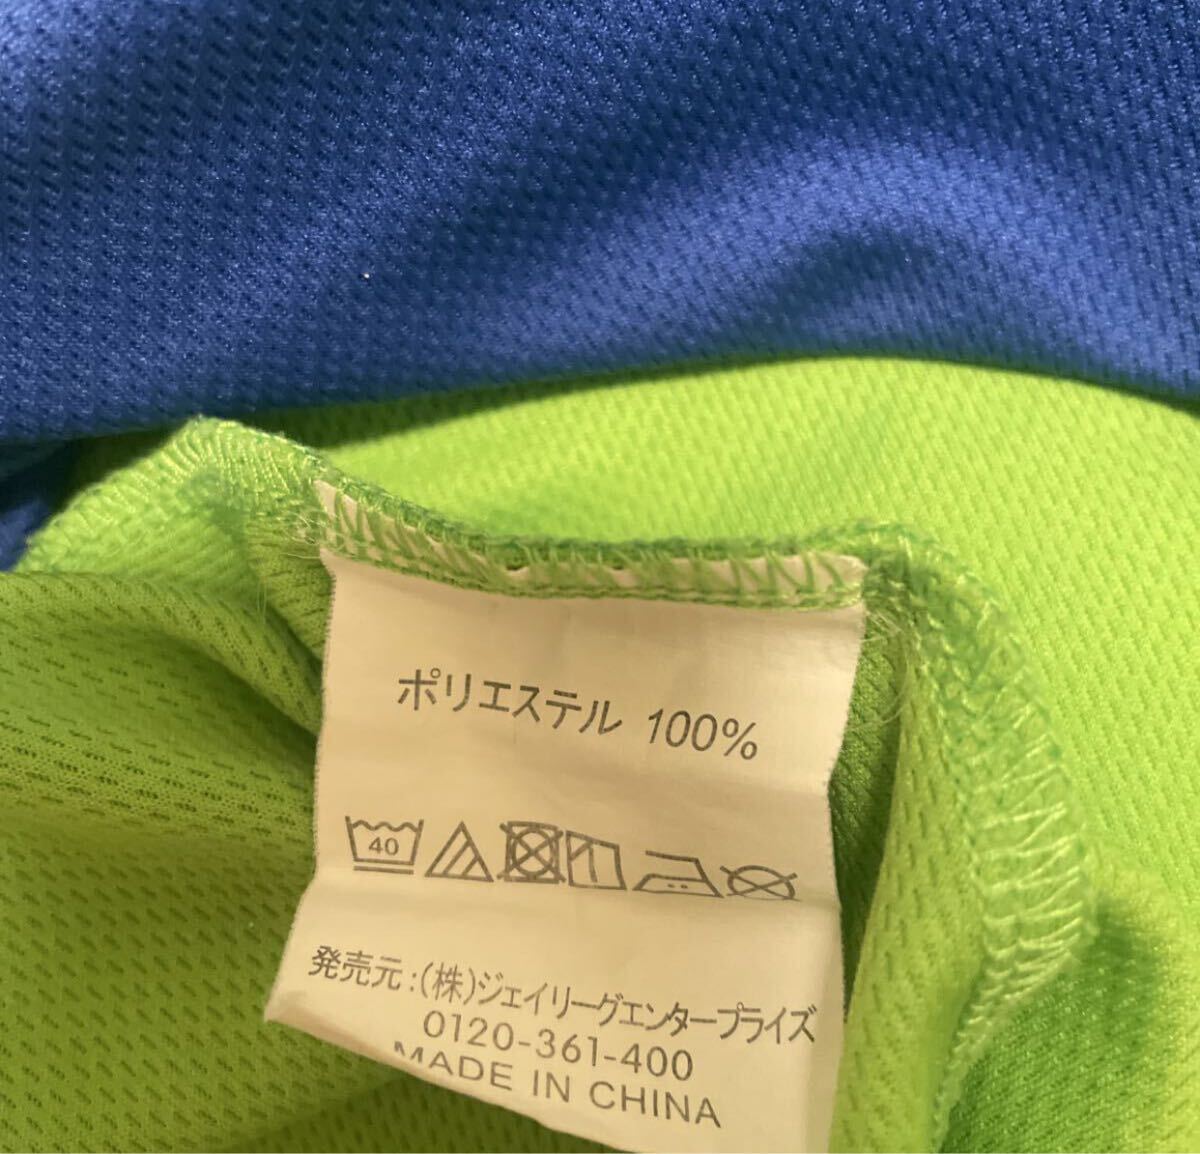 ポリエステル 100%
40
発売元:(株)ジェイリーグエンタープライズ
0120-361-400
MADE IN CHINA